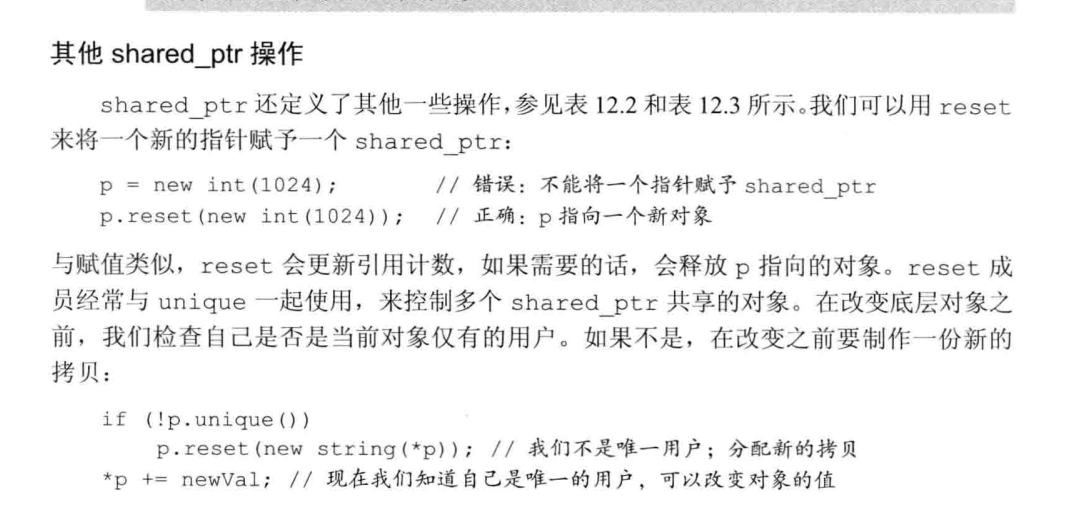 其他 shared_ptr 操作
shared_ptr 还定义了其他一些操作，参见表 12.2 和表 12.3 所示。我们可以用 reset
来将一个新的指针赋予一个 shared_ptr：
p = new int(1024); // 错误：不能将一个指针赋予 shared_ptr
p.reset(new int(1024)); // 正确：p 指向一个新对象
与赋值类似，reset 会更新引用计数，如果需要的话，会释放 p 指向的对象。reset 成
员经常与 unique 一起使用，来控制多个 shared_ptr 共享的对象。在改变底层对象之
前，我们检查自己是否是当前对象仅有的用户。如果不是，在改变之前要制作一份新的
拷贝：
if (!p.unique())
p.reset(new string(*p)); // 我们不是唯一用户；分配新的拷贝
*p += newVal; // 现在我们知道自己是唯一的用户，可以改变对象的值